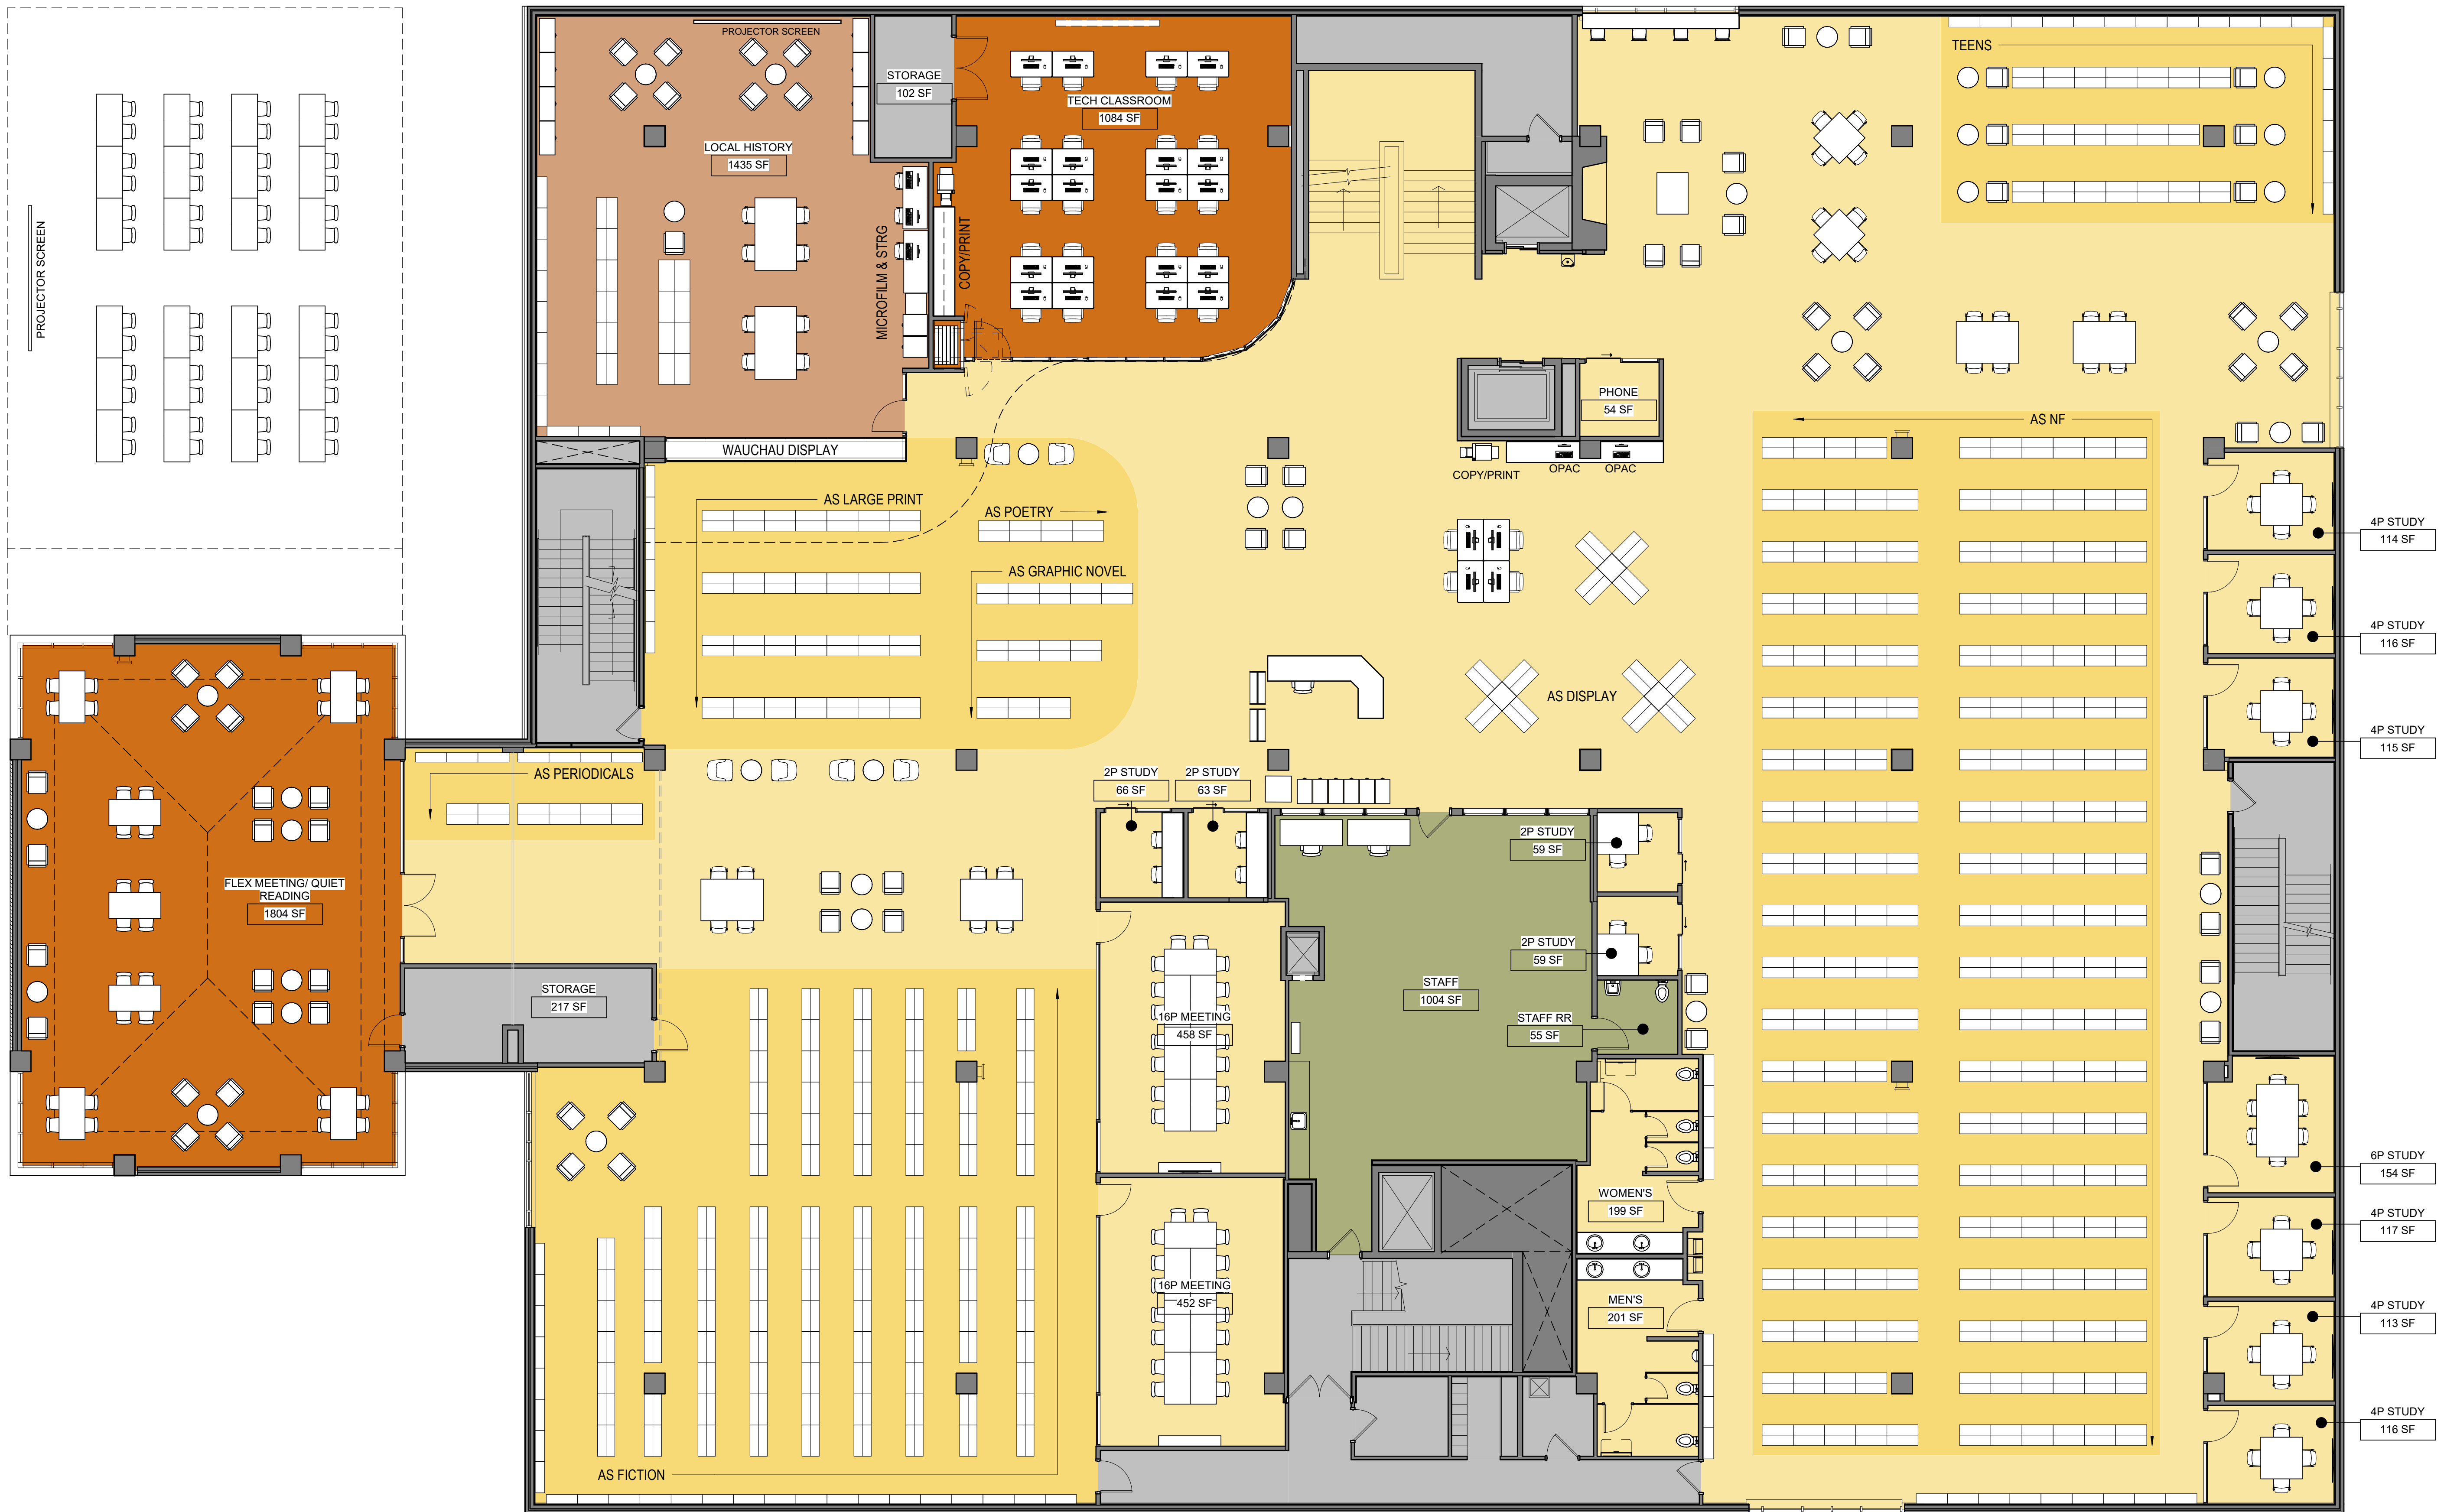 PROJECTOR SCREEN
PROJECTOR SCREEN
STORAGE
102 SF
TECH CLASSROOM
1084 SF
LOCAL HISTORY
1435 SF
MICROFILM & STRG
COPY/PRINT
WAUCHAU DISPLAY
TEENS
PHONE
54 SF
COPY/PRINT
OPAC
OPAC
AS NF
AS LARGE PRINT
AS POETRY
AS GRAPHIC NOVEL
AS DISPLAY
4P STUDY
114 SF
4P STUDY
116 SF
4P STUDY
115 SF
AS PERIODICALS
2P STUDY
66 SF
2P STUDY
63 SF
2P STUDY
59 SF
2P STUDY
59 SF
FLEX MEETING/ QUIET
READING
1804 SF
STORAGE
217 SF
16P MEETING
458 SF
STAFF
1004 SF
STAFF RR
55 SF
WOMEN'S
199 SF
16P MEETING
452 SF
MEN'S
201 SF
6P STUDY
154 SF
4P STUDY
117 SF
4P STUDY
113 SF
4P STUDY
116 SF
AS FICTION